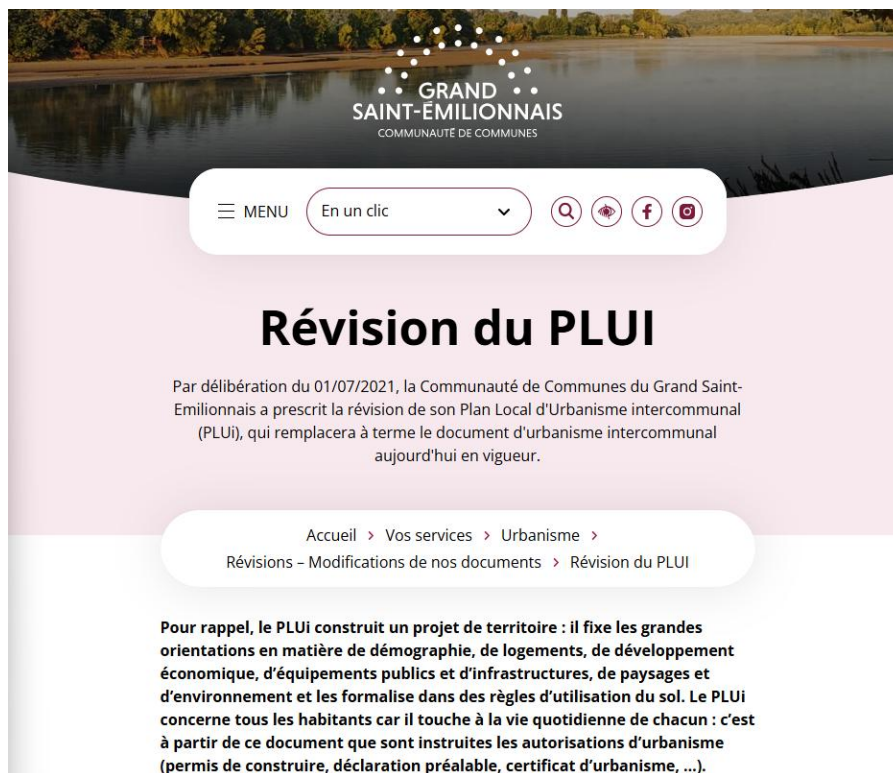 GRAND
SAINT-ÉMILIONNAIS
COMMUNAUTÉ DE COMMUNES
MENU
En un clic
Révision du PLUI
Par délibération du 01/07/2021, la Communauté de Communes du Grand Saint-
Emilionnais a prescrit la révision de son Plan Local d'Urbanisme intercommunal
(PLUi), qui remplacera à terme le document d'urbanisme intercommunal
aujourd'hui en vigueur.
Accueil > Vos services > Urbanisme >
Révisions – Modifications de nos documents > Révision du PLUI
Pour rappel, le PLUi construit un projet de territoire : il fixe les grandes
orientations en matière de démographie, de logements, de développement
économique, d’équipements publics et d’infrastructures, de paysages et
d’environnement et les formalise dans des règles d’utilisation du sol. Le PLUi
concerne tous les habitants car il touche à la vie quotidienne de chacun : c’est
à partir de ce document que sont instruites les autorisations d’urbanisme
(permis de construire, déclaration préalable, certificat d’urbanisme, …).